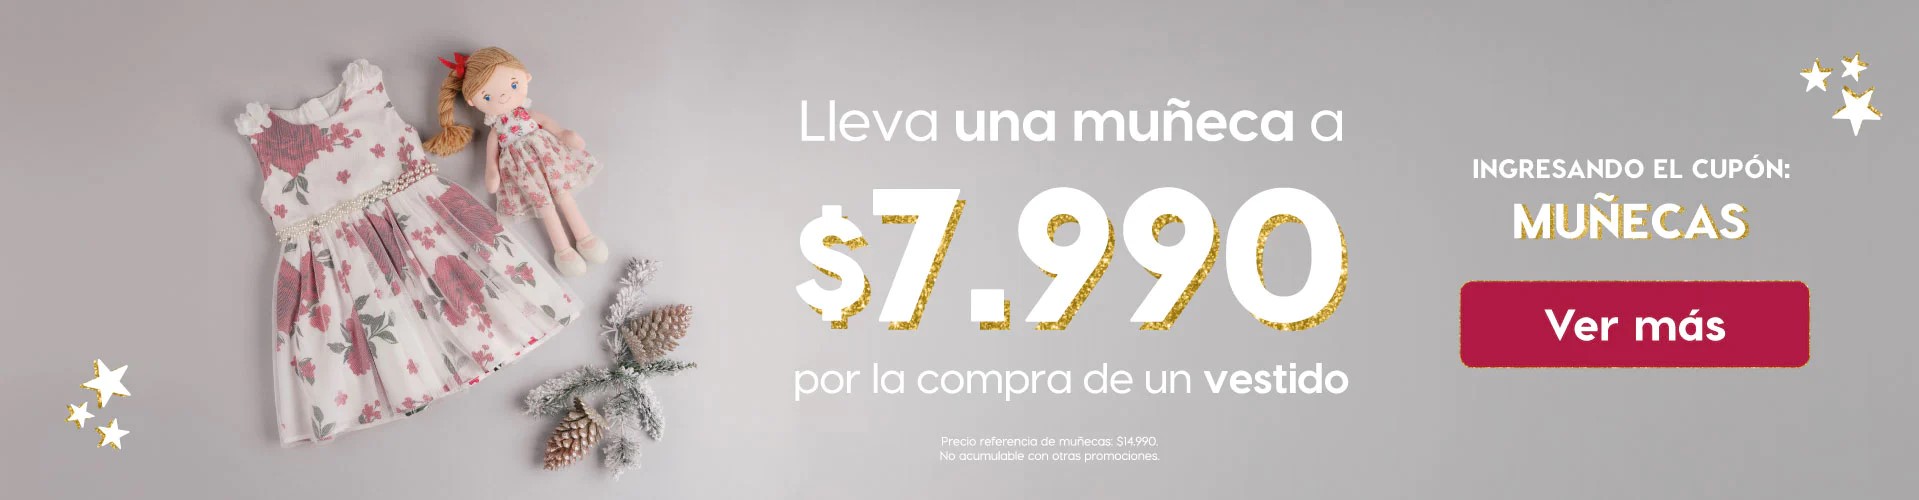 Lleva una muñeca a
$7.990
por la compra de un vestido
Precio referencia de muñecas: $14.990.
No acumulable con otras promociones.
INGRESANDO EL CUPÓN:
MUÑECAS
Ver más